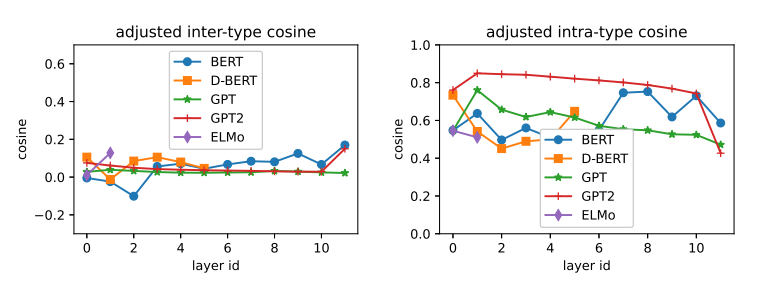 adjusted inter-type cosine
cosine
0.6
0.4
0.2
0.0
−0.2
BERT
D-BERT
GPT
GPT2
ELMo
0 2 4 6 8 10
layer id
adjusted intra-type cosine
cosine
1.0
0.8
0.6
0.4
0.2
0.0
BERT
D-BERT
GPT
GPT2
ELMo
0 2 4 6 8 10
layer id